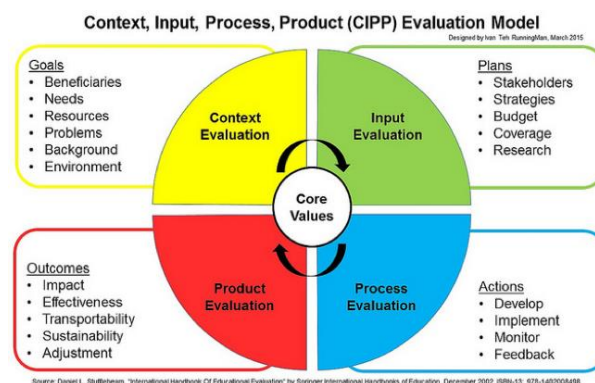 Context, Input, Process, Product (CIPP) Evaluation Model
Designed by Ivan Teh RunningMan, March 2015
Goals
• Beneficiaries
• Needs
• Resources
• Problems
• Background
• Environment
Context
Evaluation
Input
Evaluation
Plans
• Stakeholders
• Strategies
• Budget
• Coverage
• Research
Core
Values
Outcomes
• Impact
• Effectiveness
• Transportability
• Sustainability
• Adjustment
Product
Evaluation
Process
Evaluation
Actions
• Develop
• Implement
• Monitor
• Feedback
Source: Daniel L. Stufflebeam, "International Handbook Of Educational Evaluation" by Springer International Handbooks of Education, December 2002, ISBN-13: 978-1402008498